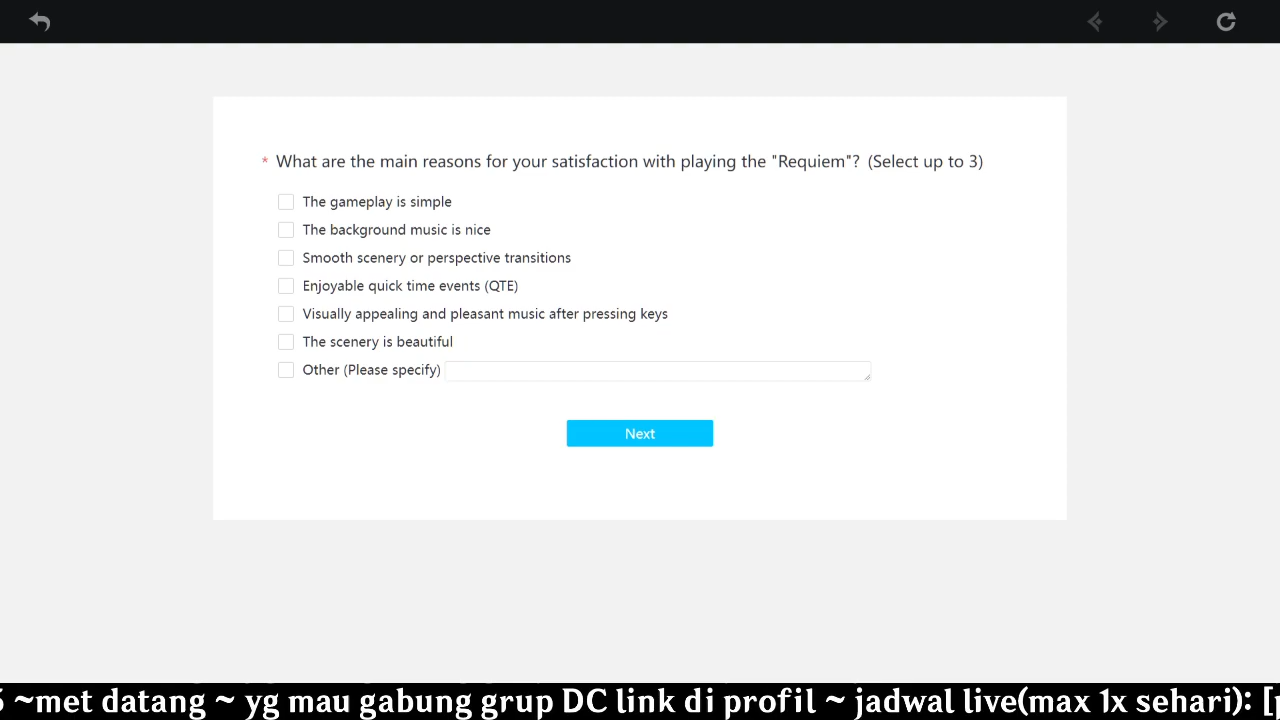 * What are the main reasons for your satisfaction with playing the "Requiem"? (Select up to 3)
The gameplay is simple
The background music is nice
Smooth scenery or perspective transitions
Enjoyable quick time events (QTE)
Visually appealing and pleasant music after pressing keys
The scenery is beautiful
Other (Please specify)
Next
~met datang ~ yg mau gabung grup DC link di profil ~ jadwal live(max 1x sehari): [